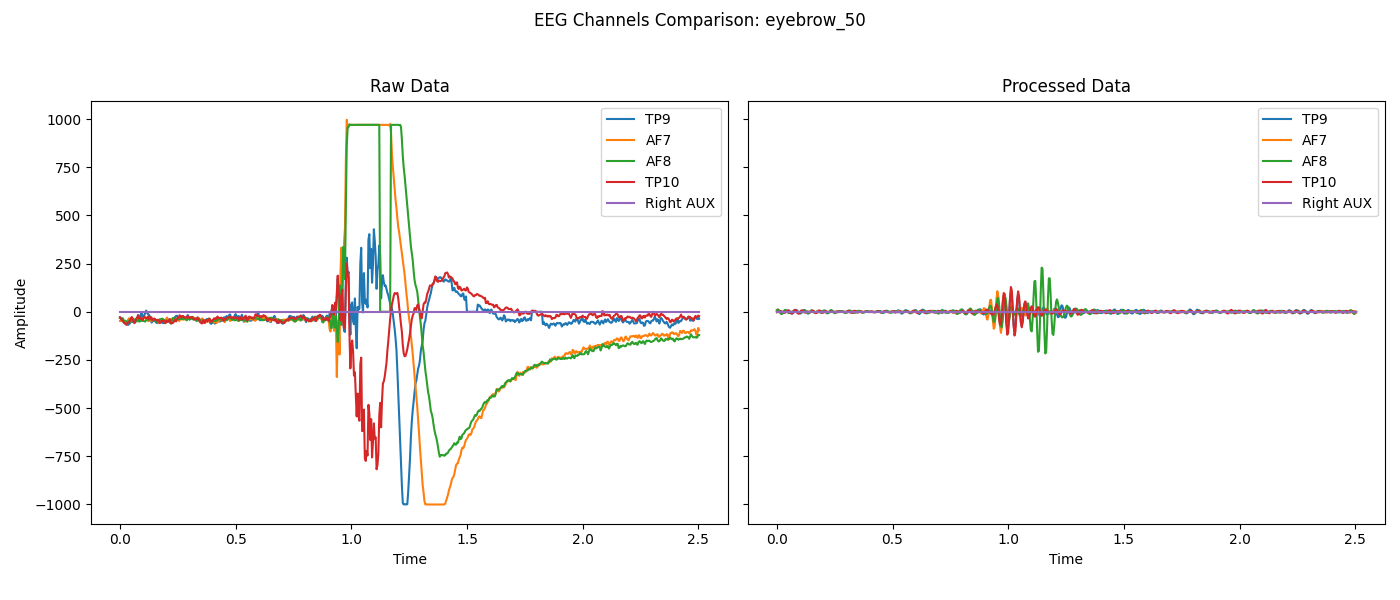 EEG Channels Comparison: eyebrow_50
Raw Data
Amplitude
1000
750
500
250
0
−250
−500
−750
−1000
TP9
AF7
AF8
TP10
Right AUX
0.0 0.5 1.0 1.5 2.0 2.5
Time
Processed Data
TP9
AF7
AF8
TP10
Right AUX
0.0 0.5 1.0 1.5 2.0 2.5
Time